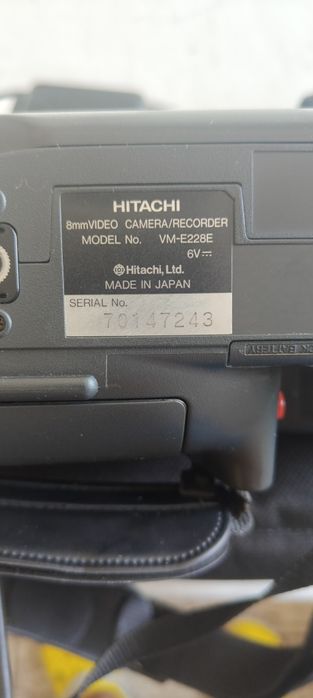 HITACHI
8mmVIDEO CAMERA/RECORDER
MODEL No. VM-E228E
6V⎓
Hitachi, Ltd.
MADE IN JAPAN
SERIAL No.
70147243